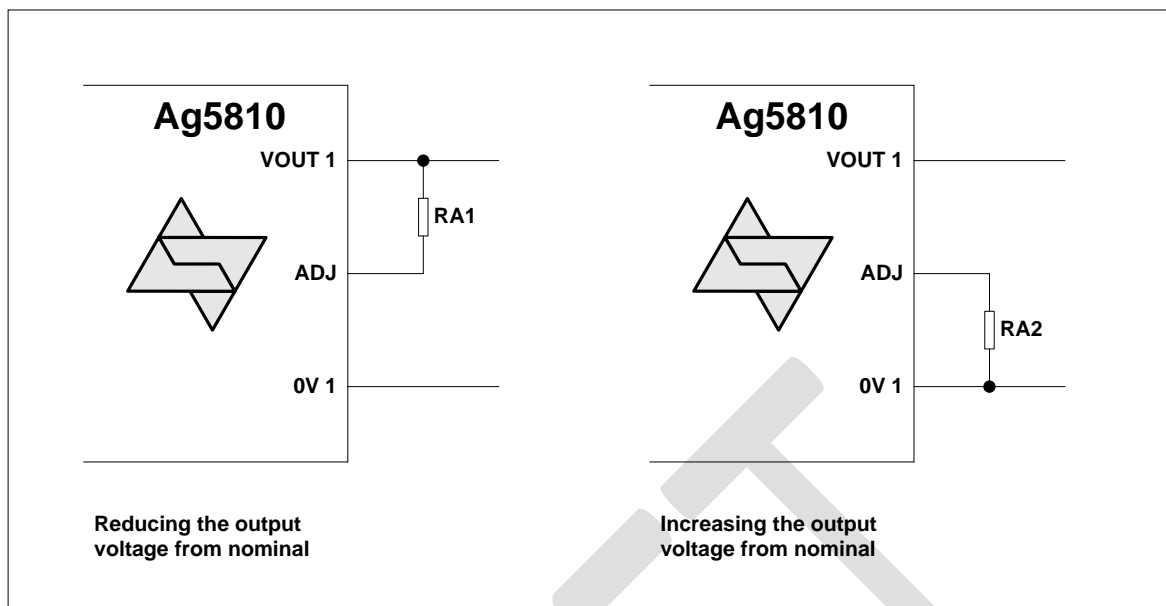 Ag5810
VOUT 1
RA1
ADJ
0V 1
Reducing the output
voltage from nominal
Ag5810
VOUT 1
ADJ
RA2
0V 1
Increasing the output
voltage from nominal